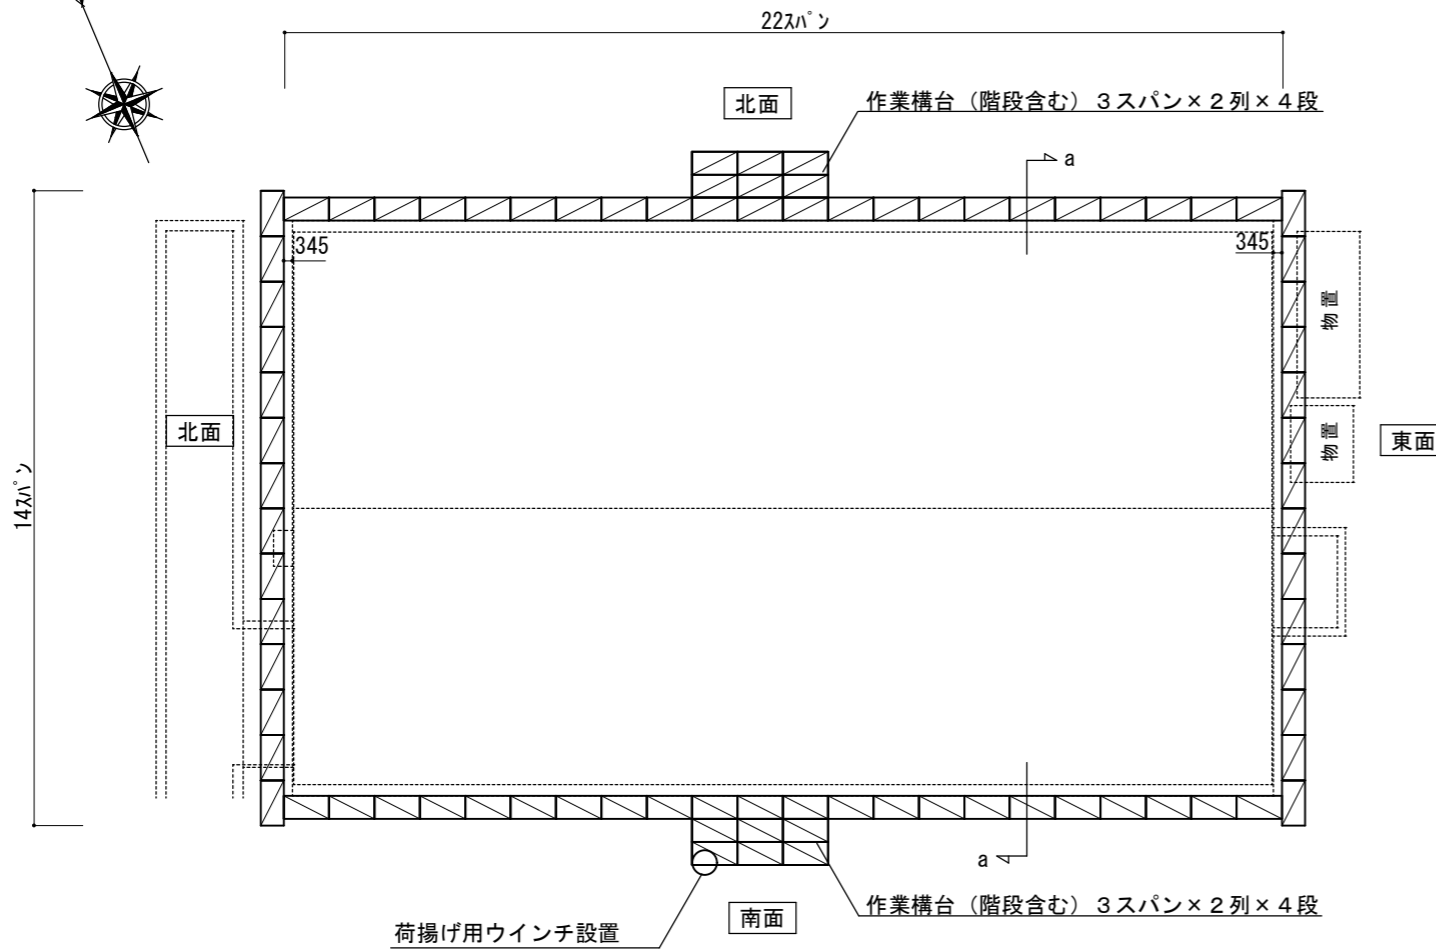 22ｽﾊﾟﾝ
北面
作業構台（階段含む）３スパン×２列×４段
a
345
345
物置
北面
物置
東面
14ｽﾊﾟﾝ
a
作業構台（階段含む）３スパン×２列×４段
南面
荷揚げ用ウインチ設置